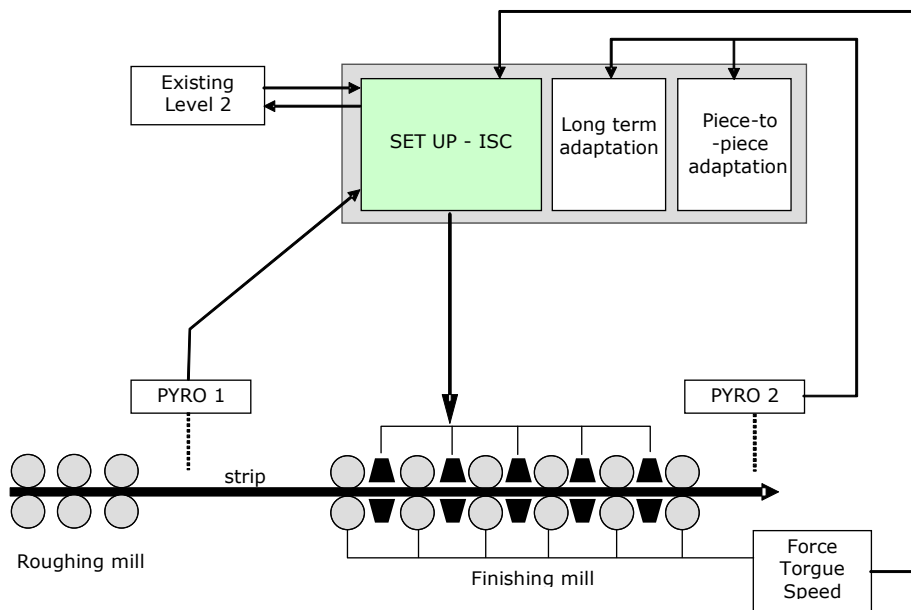 Existing
Level 2
SET UP - ISC
Long term
adaptation
Piece-to
-piece
adaptation
PYRO 1
PYRO 2
strip
Roughing mill
Finishing mill
Force
Torgue
Speed